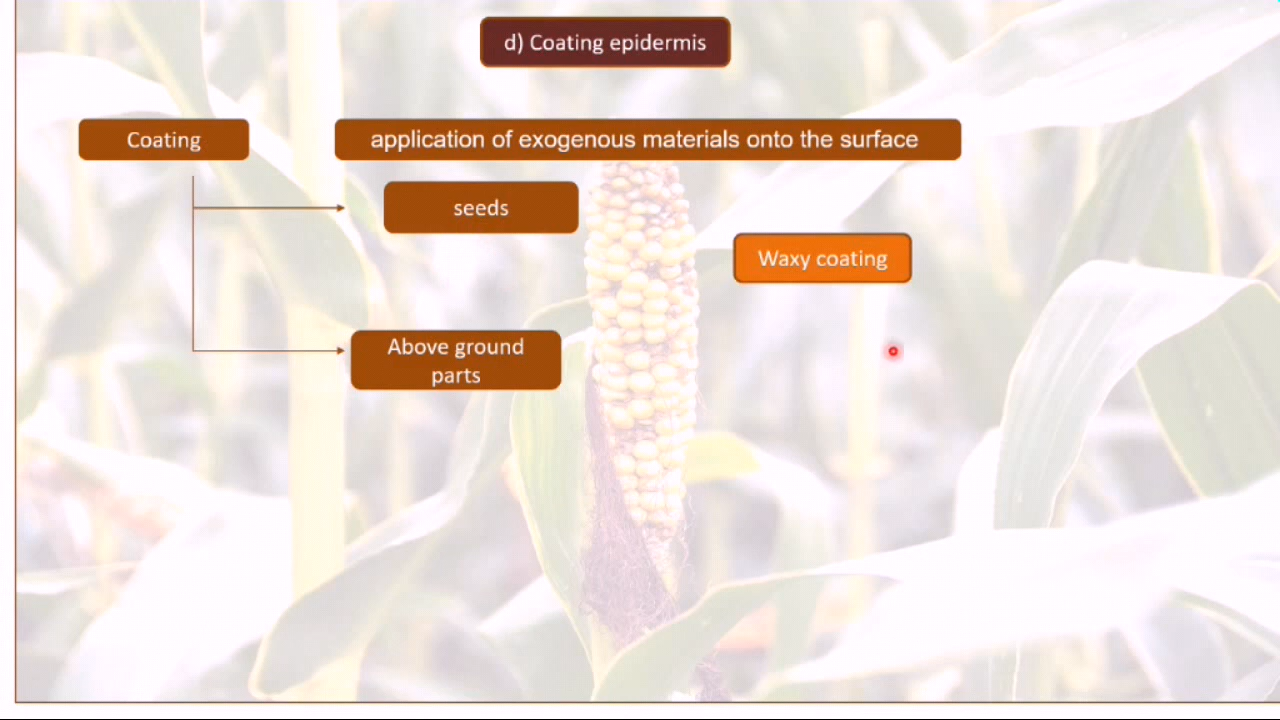 d) Coating epidermis
Coating
application of exogenous materials onto the surface
seeds
Waxy coating
Above ground
parts